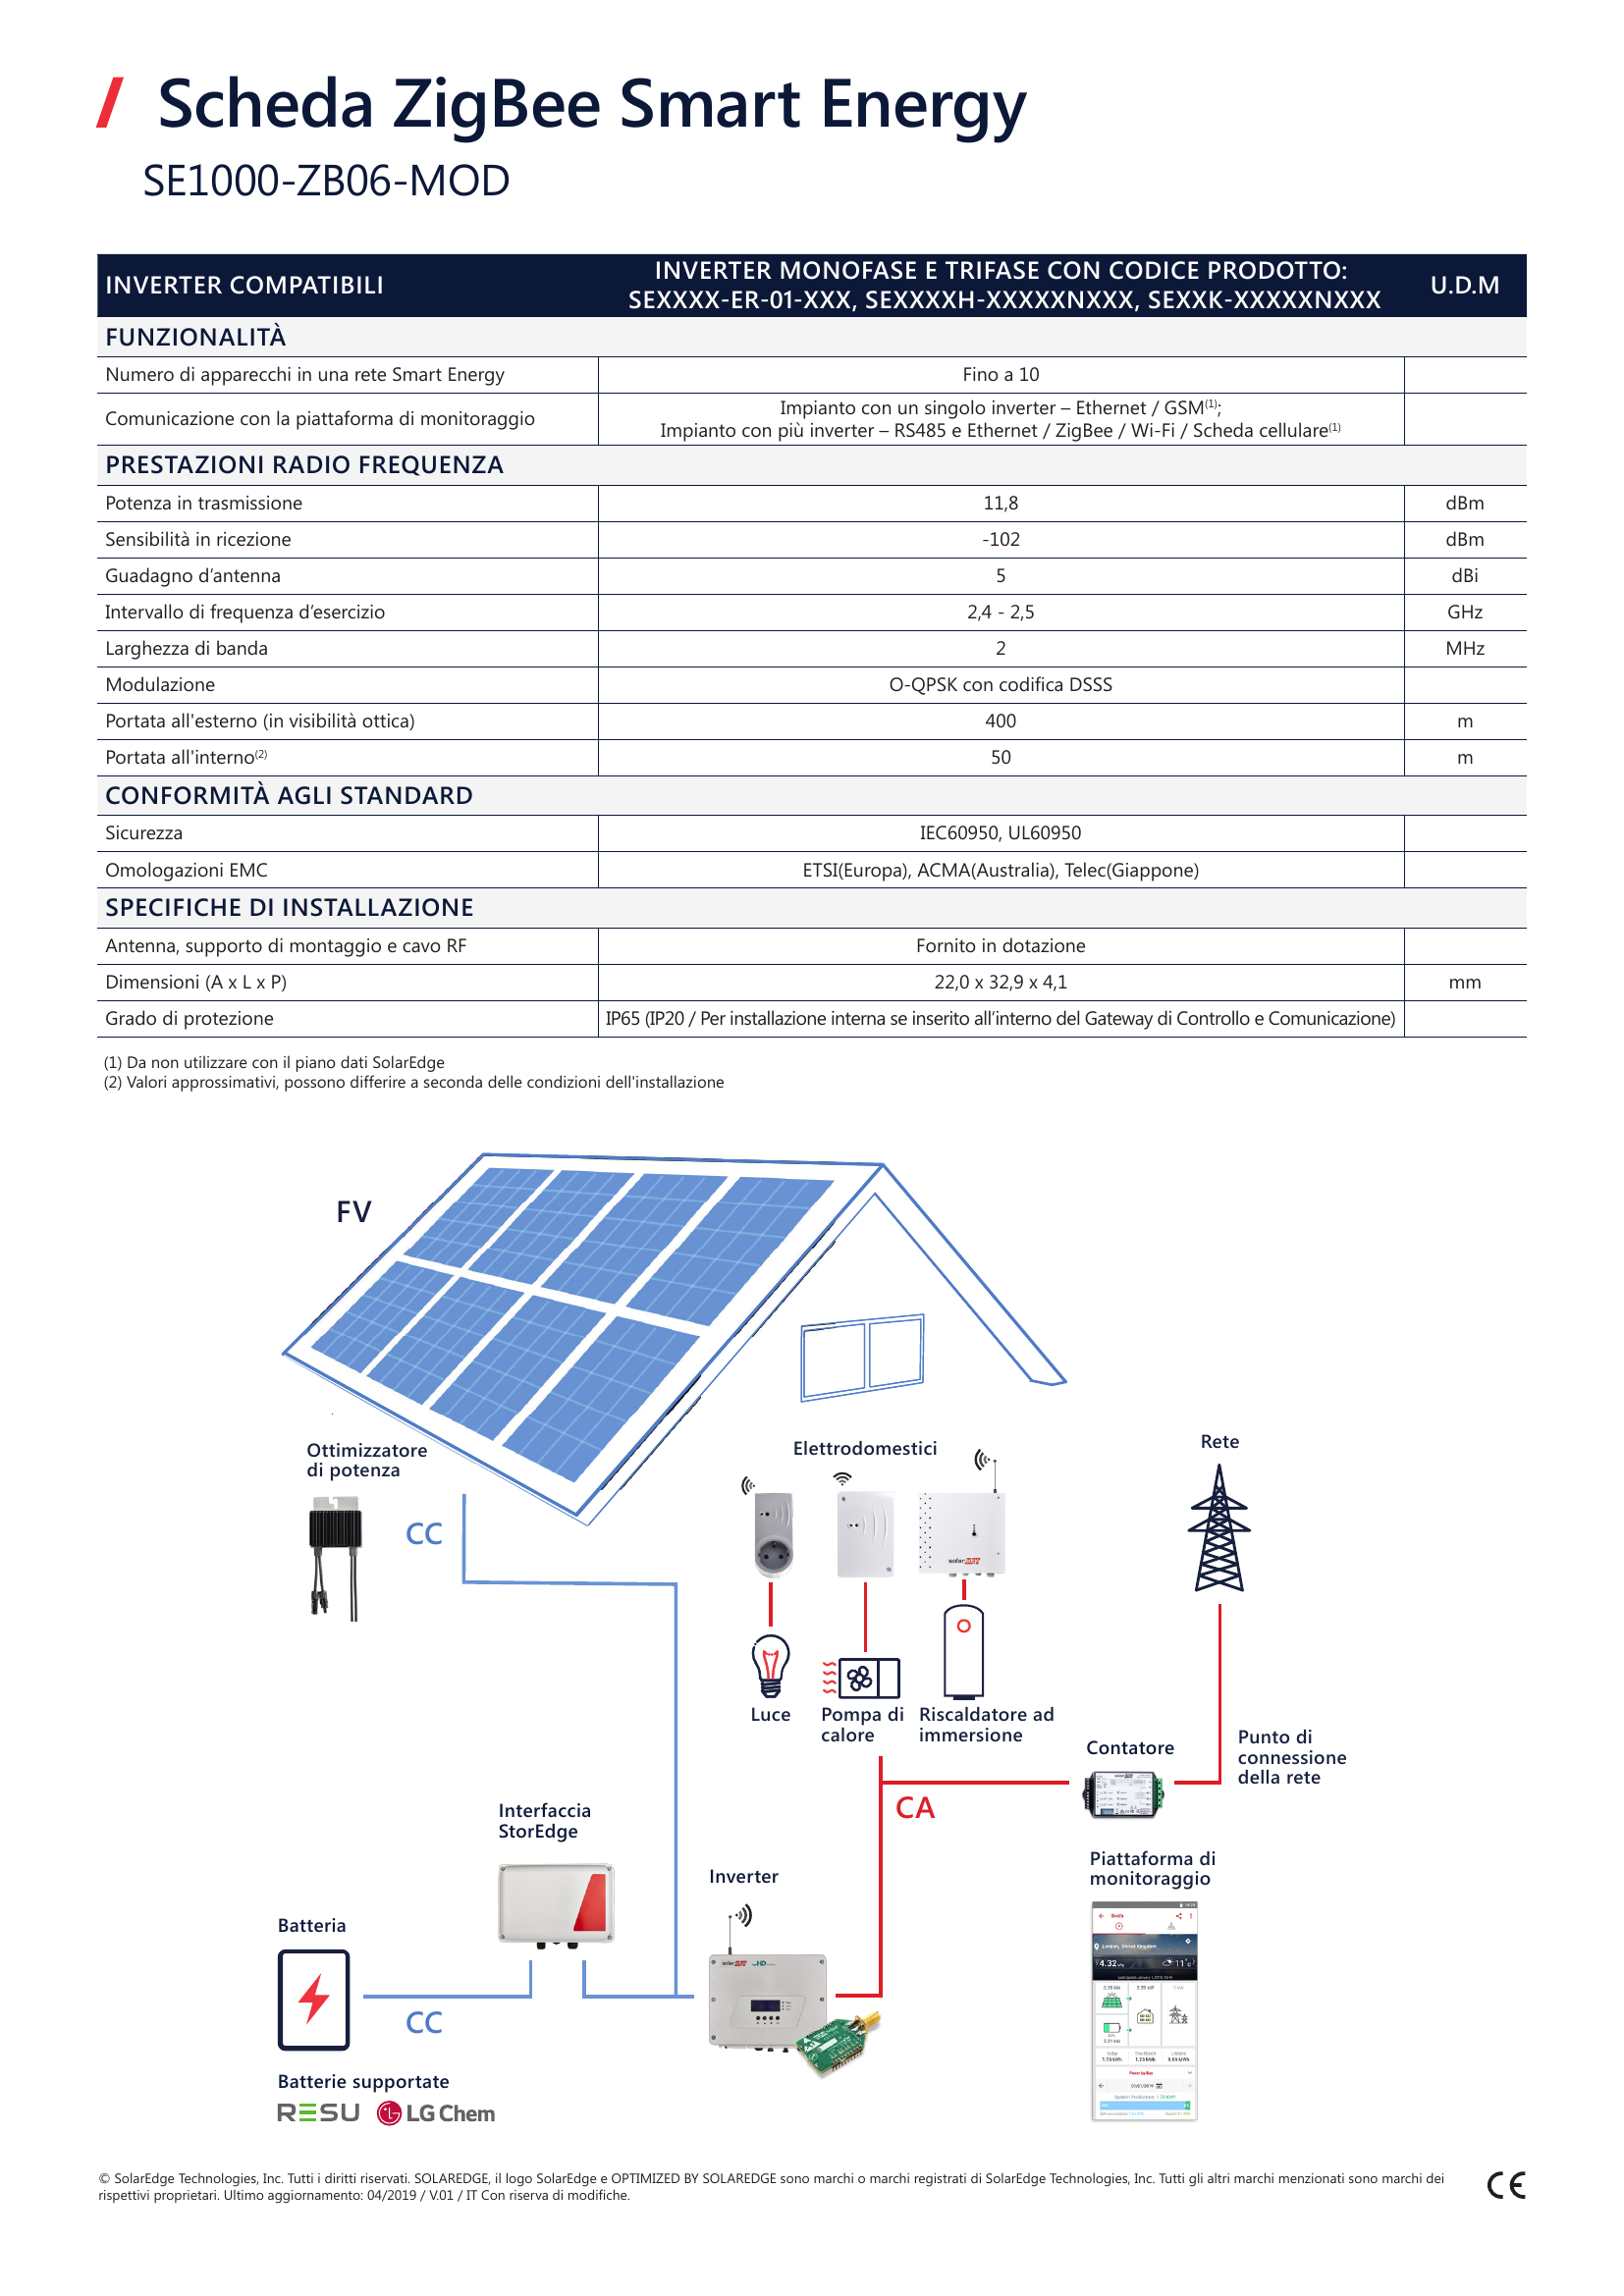 Scheda ZigBee Smart Energy
SE1000-ZB06-MOD
INVERTER COMPATIBILI
INVERTER MONOFASE E TRIFASE CON CODICE PRODOTTO:
SEXXXX-ER-01-XXX, SEXXXXH-XXXXXNXXX, SEXXK-XXXXXNXXX
U.D.M
FUNZIONALITÀ
Numero di apparecchi in una rete Smart Energy
Fino a 10
Comunicazione con la piattaforma di monitoraggio
Impianto con un singolo inverter – Ethernet / GSM(1);
Impianto con più inverter – RS485 e Ethernet / ZigBee / Wi-Fi / Scheda cellulare(1)
PRESTAZIONI RADIO FREQUENZA
Potenza in trasmissione 11,8 dBm
Sensibilità in ricezione -102 dBm
Guadagno d'antenna 5 dBi
Intervallo di frequenza d'esercizio 2,4 - 2,5 GHz
Larghezza di banda 2 MHz
Modulazione O-QPSK con codifica DSSS
Portata all'esterno (in visibilità ottica) 400 m
Portata all'interno(2) 50 m
CONFORMITÀ AGLI STANDARD
Sicurezza IEC60950, UL60950
Omologazioni EMC ETSI(Europa), ACMA(Australia), Telec(Giappone)
SPECIFICHE DI INSTALLAZIONE
Antenna, supporto di montaggio e cavo RF Fornito in dotazione
Dimensioni (A x L x P) 22,0 x 32,9 x 4,1 mm
Grado di protezione IP65 (IP20 / Per installazione interna se inserito all'interno del Gateway di Controllo e Comunicazione)
(1) Da non utilizzare con il piano dati SolarEdge
(2) Valori approssimativi, possono differire a seconda delle condizioni dell'installazione
FV
Ottimizzatore
di potenza
CC
Elettrodomestici
Rete
solaredge
Luce
Pompa di
calore
Riscaldatore ad
immersione
Contatore
Punto di
connessione
della rete
CA
Interfaccia
StorEdge
Inverter
solaredge HD
Piattaforma di
monitoraggio
London, United Kingdom
4.32
11°
Batteria
CC
Batterie supportate
RESU LG Chem
© SolarEdge Technologies, Inc. Tutti i diritti riservati. SOLAREDGE, il logo SolarEdge e OPTIMIZED BY SOLAREDGE sono marchi o marchi registrati di SolarEdge Technologies, Inc. Tutti gli altri marchi menzionati sono marchi dei
rispettivi proprietari. Ultimo aggiornamento: 04/2019 / V.01 / IT Con riserva di modifiche.
CE